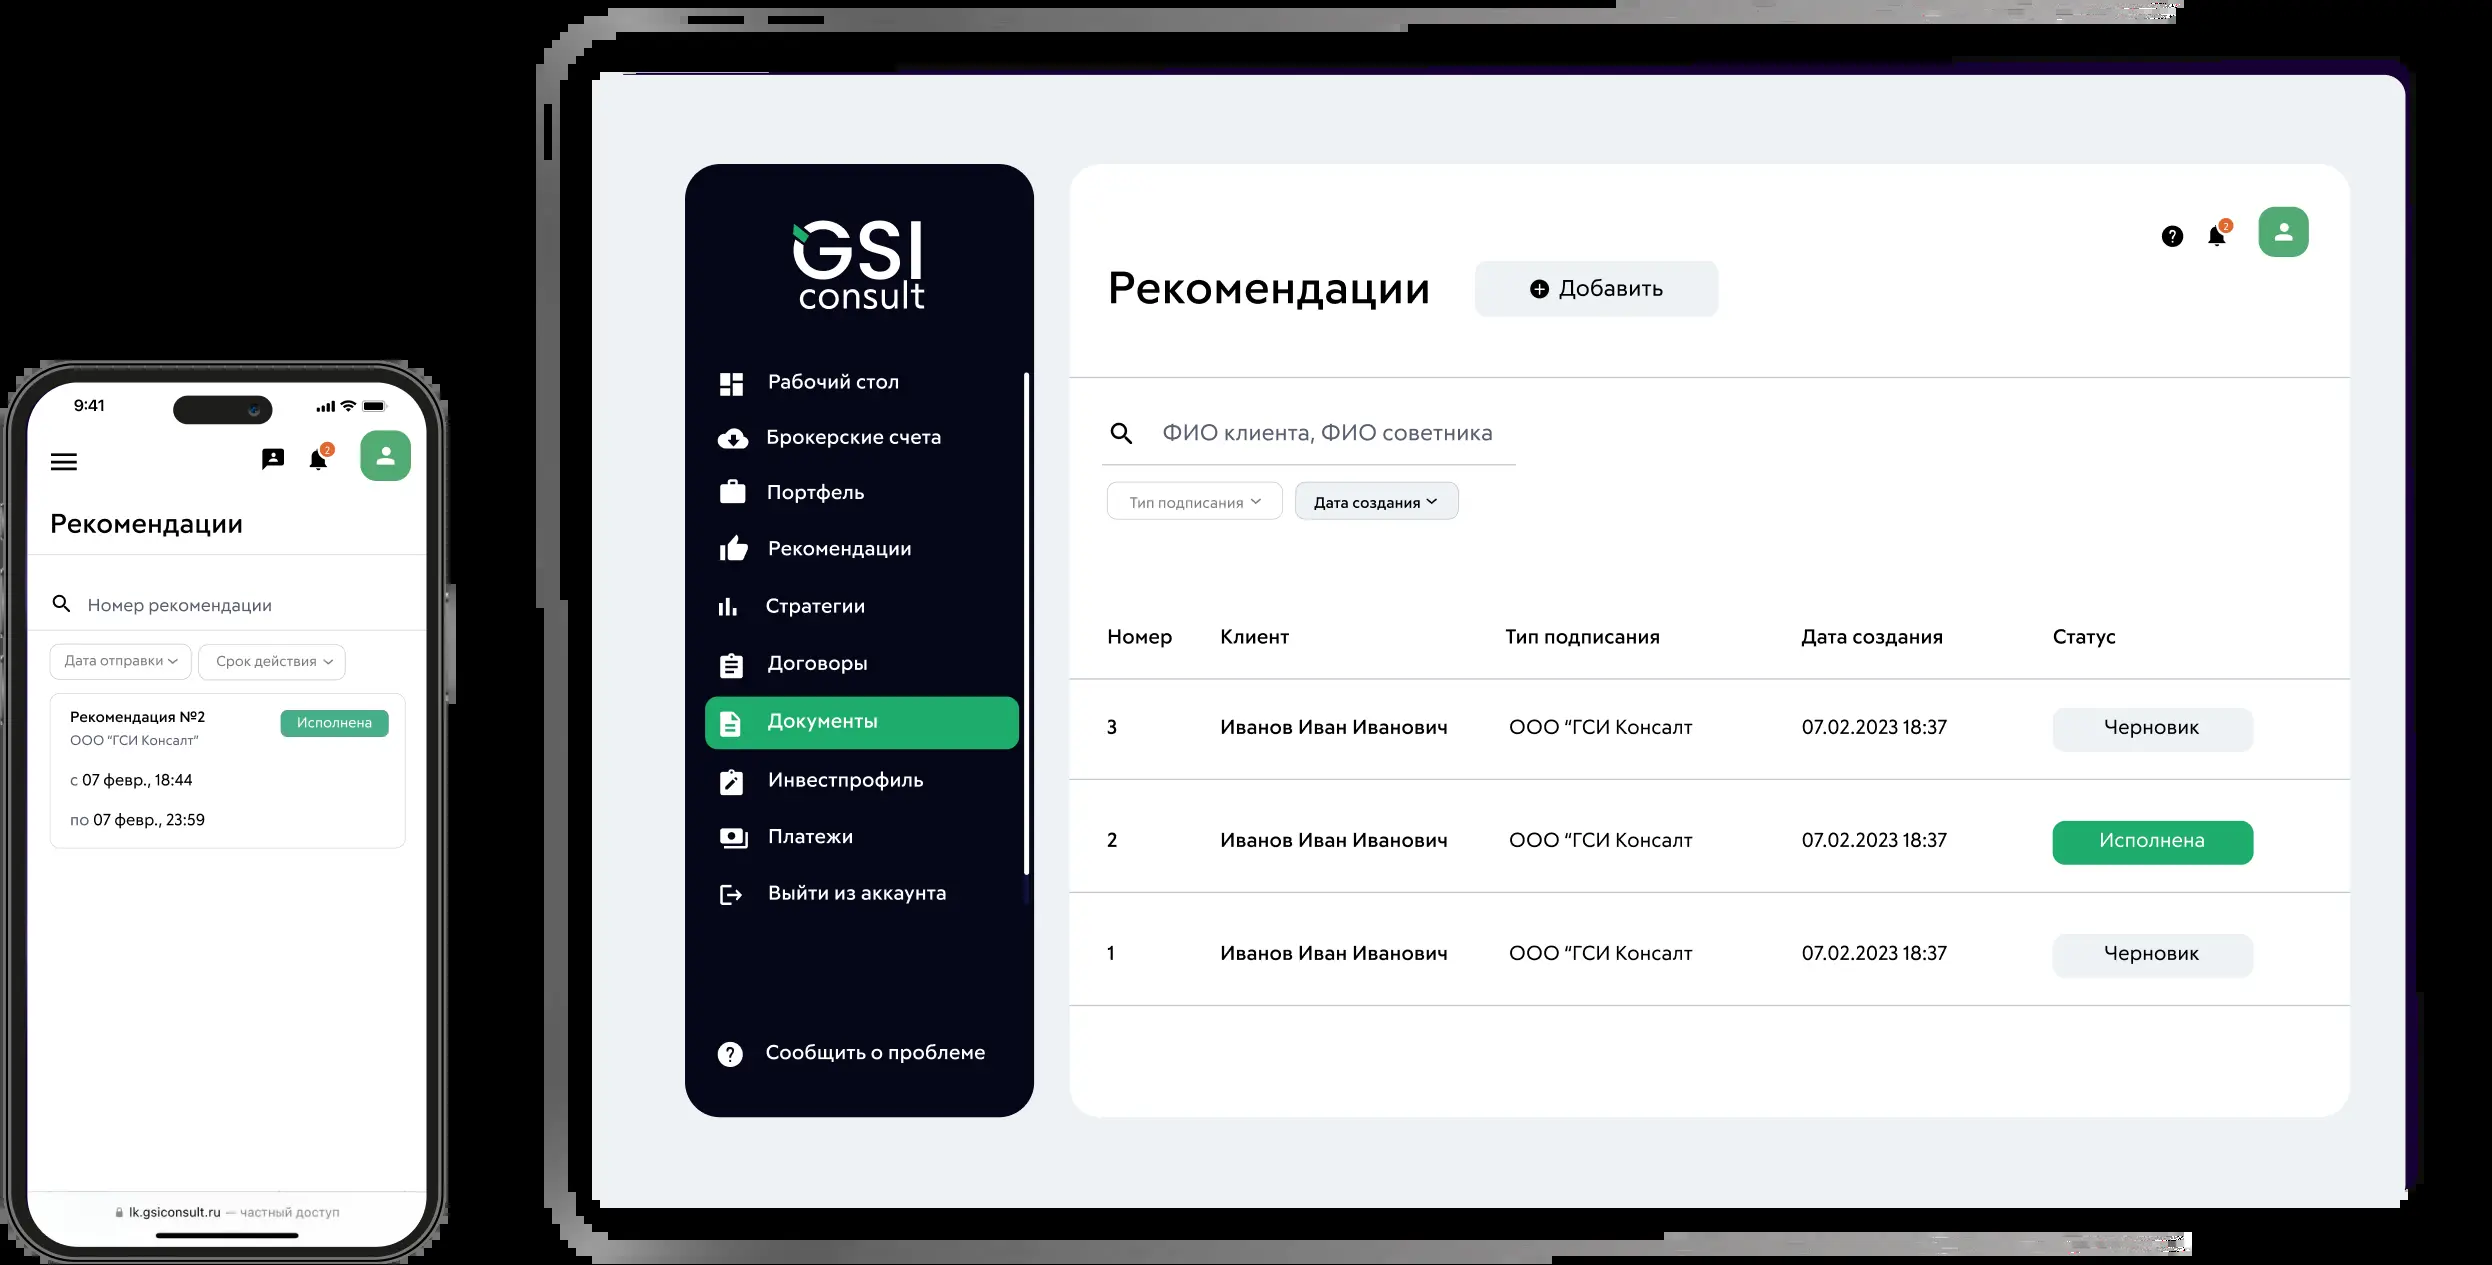 9:41
2
Рекомендации
Номер рекомендации
Дата отправки
Срок действия
Рекомендация №2
Исполнена
ООО “ГСИ Консалт”
с 07 февр., 18:44
по 07 февр., 23:59
lk.gsiconsult.ru — частный доступ
GSI
consult
Рабочий стол
Брокерские счета
Портфель
Рекомендации
Стратегии
Договоры
Документы
Инвестпрофиль
Платежи
Выйти из аккаунта
Сообщить о проблеме
2
Рекомендации
Добавить
ФИО клиента, ФИО советника
Тип подписания
Дата создания
Номер Клиент Тип подписания Дата создания Статус
3 Иванов Иван Иванович ООО “ГСИ Консалт 07.02.2023 18:37 Черновик
2 Иванов Иван Иванович ООО “ГСИ Консалт 07.02.2023 18:37 Исполнена
1 Иванов Иван Иванович ООО “ГСИ Консалт 07.02.2023 18:37 Черновик